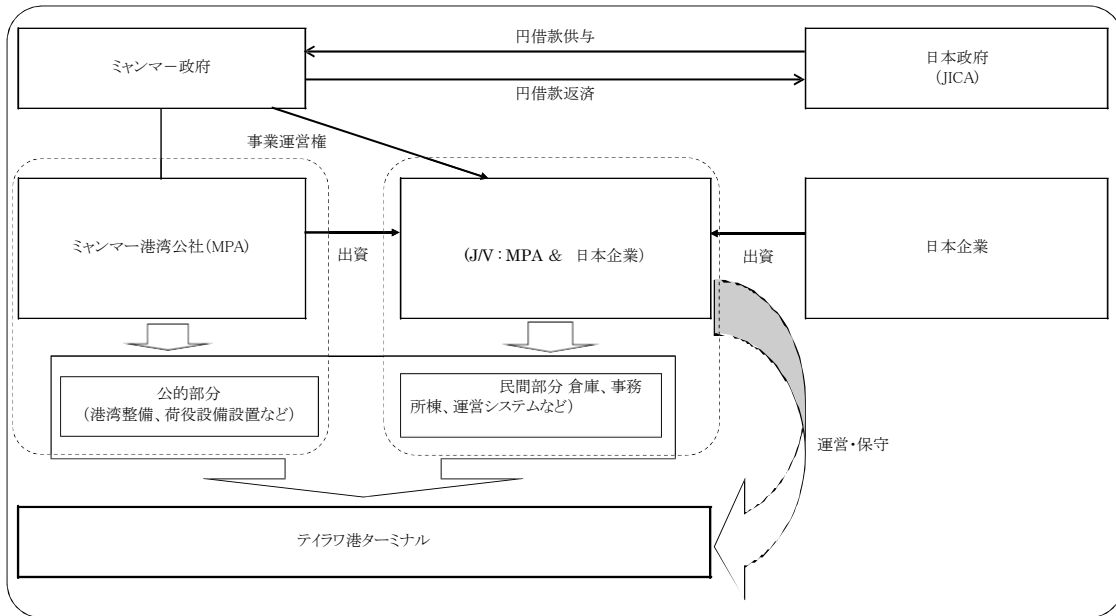 円借款供与
ミャンマー政府
日本政府
(JICA)
円借款返済
事業運営権
ミャンマー港湾公社(MPA)
出資
(J/V：MPA &　日本企業)
出資
日本企業
公的部分
（港湾整備、荷役設備設置など）
民間部分 倉庫、事務
所棟、運営システムなど）
運営・保守
テイラワ港ターミナル